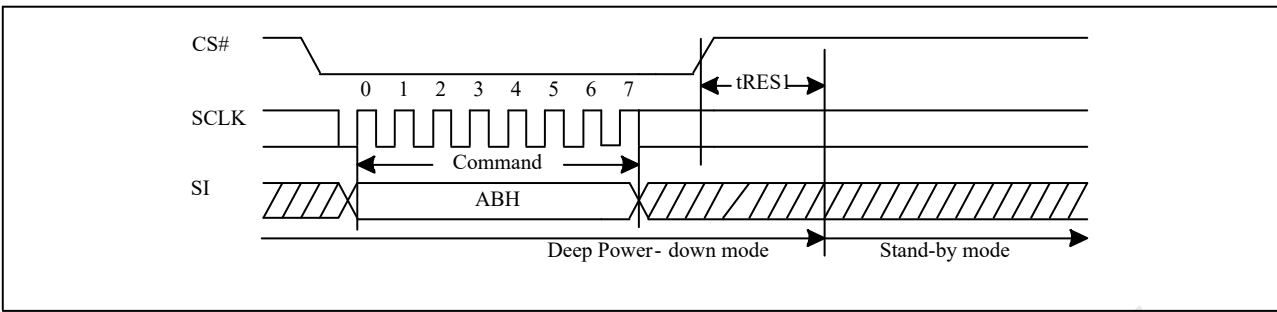 CS#
tRES1
0 1 2 3 4 5 6 7
SCLK
Command
SI
ABH
Deep Power- down mode
Stand-by mode